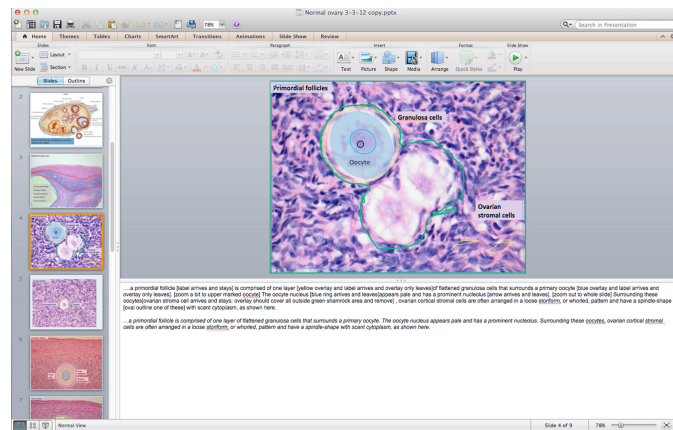 Normal ovary 3-3-12 copy.pptx
78%
Search in Presentation
Home Themes Tables Charts SmartArt Transitions Animations Slide Show Review
Slides Font Paragraph Insert Format Slide Show
Layout
Section
New Slide
Text Picture Shape Media Arrange Quick Styles Play
Slides Outline
2
3
4
5
6
7
Primordial follicles
Granulosa cells
Oocyte
Ovarian
stromal cells
...a primordial follicle [label arrives and stays] is comprised of one layer [yellow overlay and label arrives and overlay only leaves]of flattened granulosa cells that surrounds a primary oocyte [blue overlay and label arrives and
overlay only leaves]. [zoom a bit to upper marked oocyte] The oocyte nucleus [blue ring arrives and leaves]appears pale and has a prominent nucleolus [arrow arrives and leaves]. [zoom out to whole slide] Surrounding these
oocytes[ovarian stroma cell arrives and stays; overlay should cover all outside green shamrock area and remove] , ovarian cortical stromal cells are often arranged in a loose storiform, or whorled, pattern and have a spindle-shape
[oval outline one of these] with scant cytoplasm, as shown here.
...a primordial follicle is comprised of one layer of flattened granulosa cells that surrounds a primary oocyte. The oocyte nucleus appears pale and has a prominent nucleolus. Surrounding these oocytes, ovarian cortical stromal
cells are often arranged in a loose storiform, or whorled, pattern and have a spindle-shape with scant cytoplasm, as shown here.
Normal View
Slide 4 of 9
78%